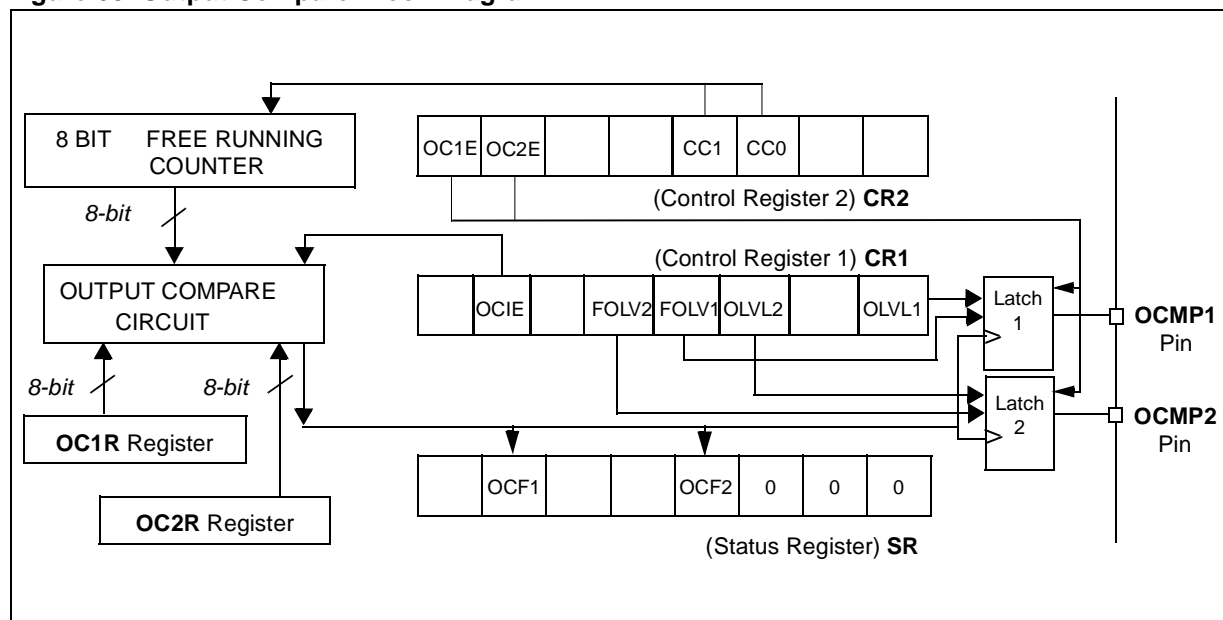 8 BIT FREE RUNNING
COUNTER
8-bit
OC1E OC2E CC1 CC0
(Control Register 2) CR2
(Control Register 1) CR1
OUTPUT COMPARE
CIRCUIT
OCIE FOLV2 FOLV1 OLVL2 OLVL1
Latch
1
OCMP1
Pin
8-bit
8-bit
Latch
2
OCMP2
Pin
OC1R Register
OCF1 OCF2 0 0 0
OC2R Register
(Status Register) SR